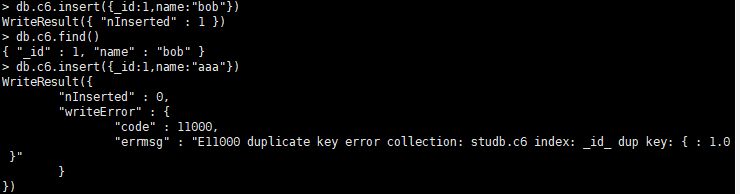 > db.c6.insert({_id:1,name:"bob"})
WriteResult({ "nInserted" : 1 })
> db.c6.find()
{ "_id" : 1, "name" : "bob" }
> db.c6.insert({_id:1,name:"aaa"})
WriteResult({
        "nInserted" : 0,
        "writeError" : {
                "code" : 11000,
                "errmsg" : "E11000 duplicate key error collection: studb.c6 index: _id_ dup key: { : 1.0
 }"
        }
})